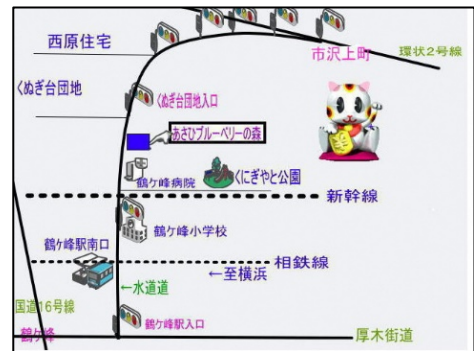 西原住宅
市沢上町
環状2号線
くぬぎ台団地
くぬぎ台団地入口
あさひブルーベリーの森
鶴ケ峰病院
くにぎやと公園
新幹線
鶴ケ峰小学校
鶴ケ峰駅南口
相鉄線
←至横浜
←水道道
国道16号線
鶴ケ峰駅入口
鶴ケ峰
厚木街道